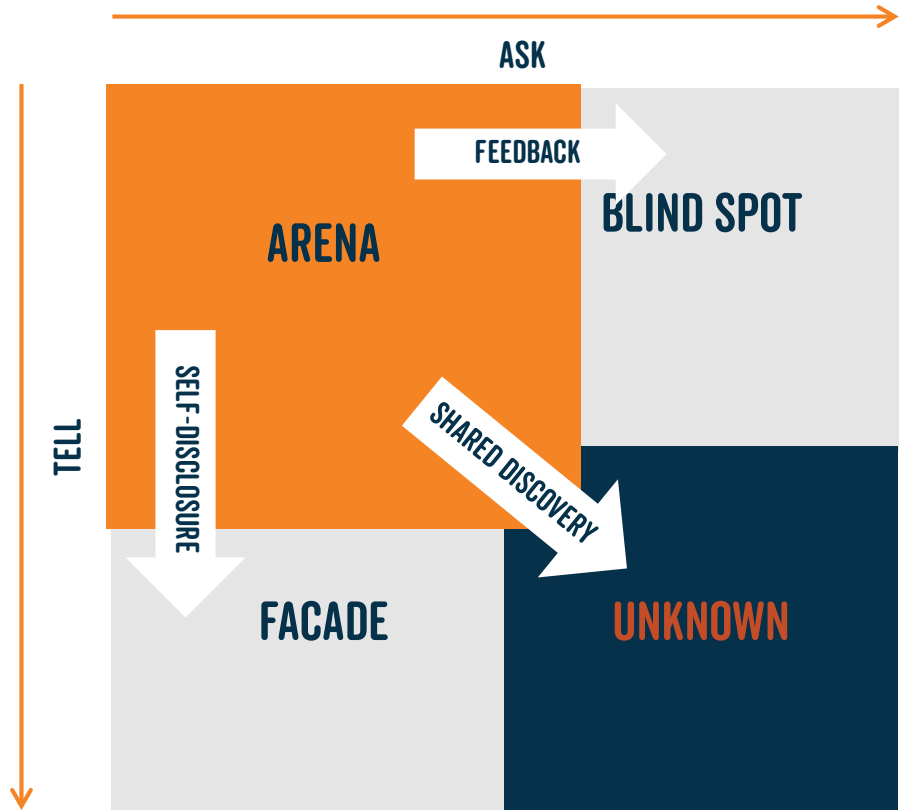 ASK
FEEDBACK
BLIND SPOT
ARENA
SELF-DISCLOSURE
SHARED DISCOVERY
TELL
FACADE
UNKNOWN